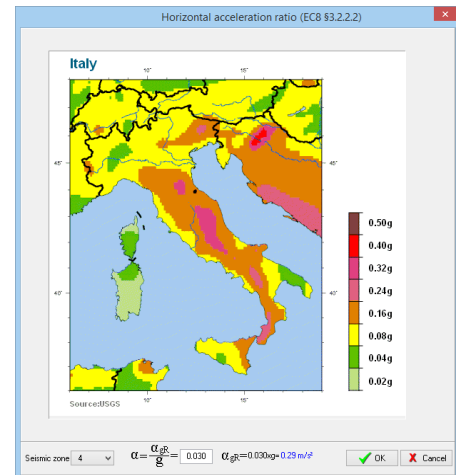 Horizontal acceleration ratio (EC8 §3.2.2.2)
Italy
10° 15°
45° 45°
40° 40°
10° 15°
0.50g
0.40g
0.32g
0.24g
0.16g
0.08g
0.04g
0.02g
Source:USGS
Seismic zone 4 α=αgR/g= 0.030 αgR=0.030xg=0.29 m/s² OK Cancel